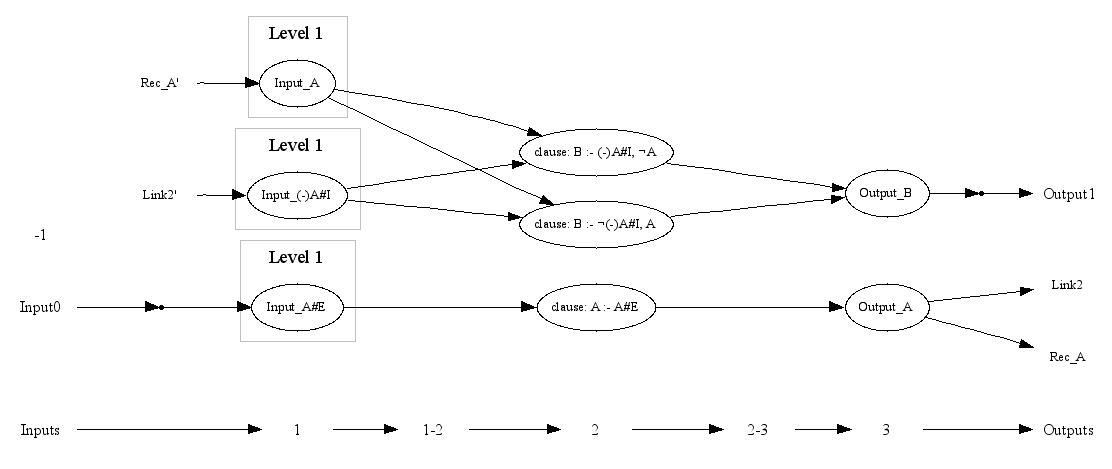 Level 1
Rec_A'
Input_A
Level 1
clause: B :- (-)A#I, ¬A
Link2'
Input_(-)A#I
Output_B
Output1
clause: B :- ¬(-)A#I, A
-1
Level 1
Link2
Input0
Input_A#E
clause: A :- A#E
Output_A
Rec_A
Inputs 1 1-2 2 2-3 3 Outputs